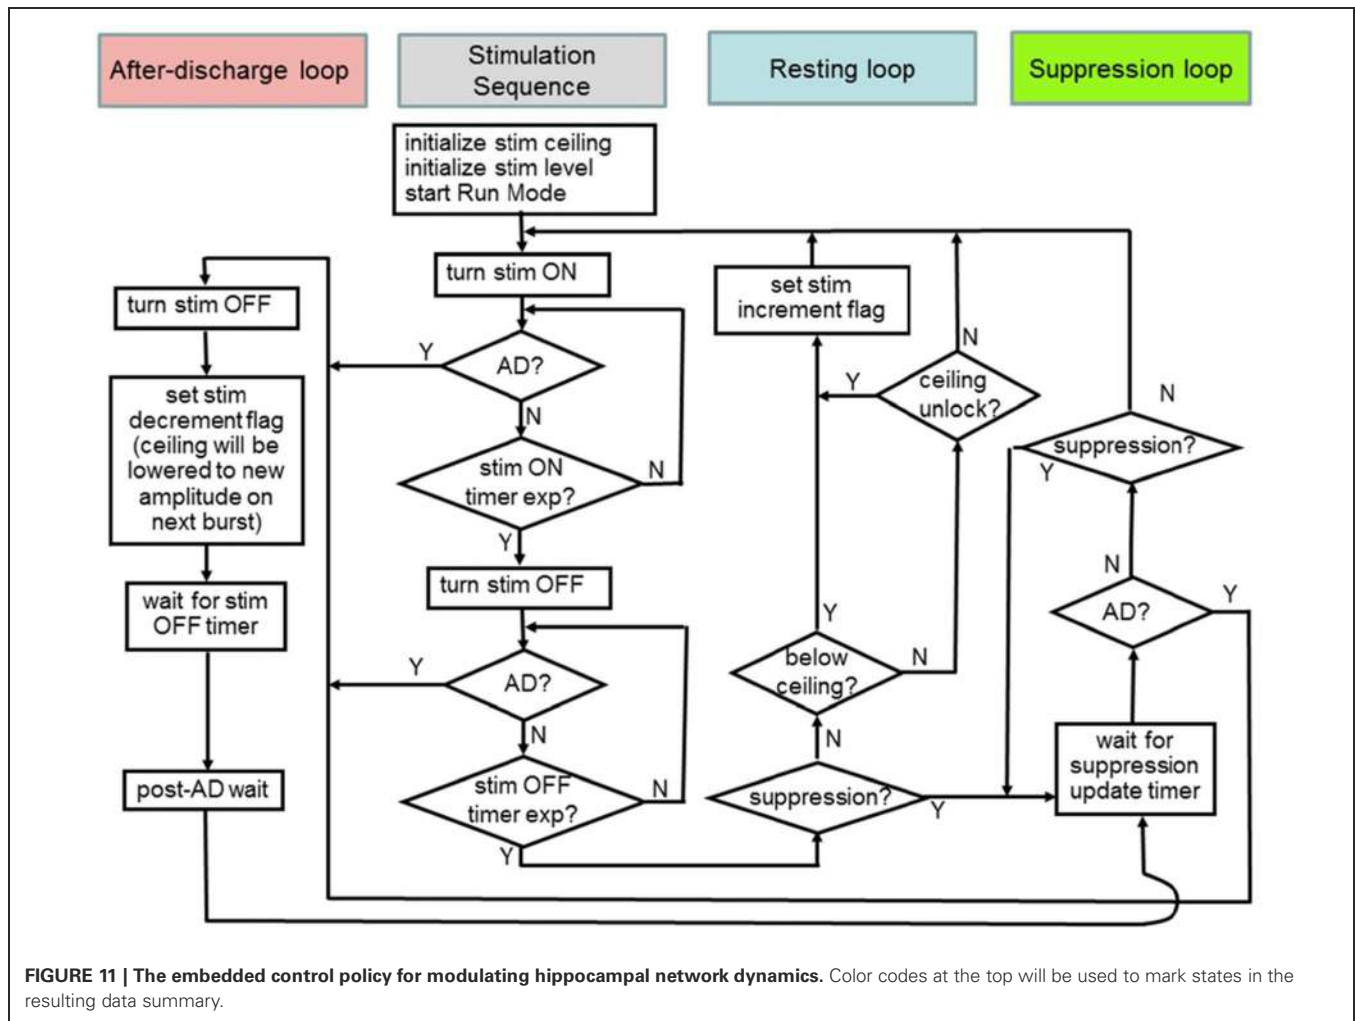 After-discharge loop
Stimulation
Sequence
Resting loop
Suppression loop
initialize stim ceiling
initialize stim level
start Run Mode
turn stim OFF
set stim
decrement flag
(ceiling will be
lowered to new
amplitude on
next burst)
wait for stim
OFF timer
post-AD wait
turn stim ON
AD?
Y
N
stim ON
timer exp?
N
Y
turn stim OFF
AD?
Y
N
stim OFF
timer exp?
N
Y
set stim
increment flag
N
ceiling
unlock?
Y
Y
below
ceiling?
N
N
suppression?
Y
N
suppression?
Y
N
AD?
Y
wait for
suppression
update timer
FIGURE 11 | The embedded control policy for modulating hippocampal network dynamics. Color codes at the top will be used to mark states in the
resulting data summary.